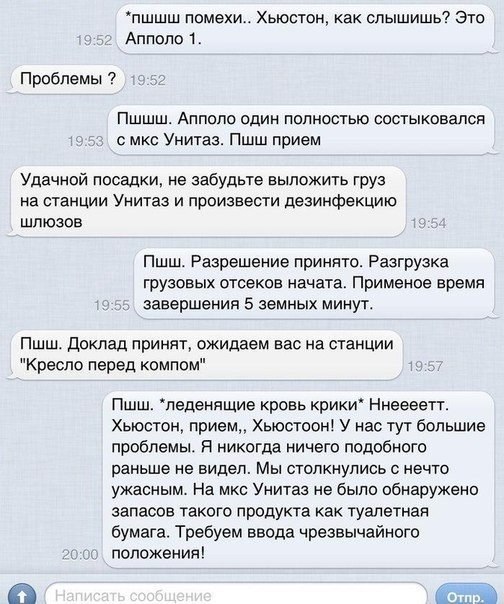 *пшшш помехи.. Хьюстон, как слышишь? Это
Апполо 1.
19:52
Проблемы ?
19:52
Пшшш. Апполо один полностью состыковался
с мкс Унитаз. Пшш прием
19:53
Удачной посадки, не забудьте выложить груз
на станции Унитаз и произвести дезинфекцию
шлюзов
19:54
Пшш. Разрешение принято. Разгрузка
грузовых отсеков начата. Применое время
завершения 5 земных минут.
19:55
Пшш. Доклад принят, ожидаем вас на станции
"Кресло перед компом"
19:57
Пшш. *леденящие кровь крики* Ннееетт.
Хьюстон, прием,, Хьюстоон! У нас тут большие
проблемы. Я никогда ничего подобного
раньше не видел. Мы столкнулись с нечто
ужасным. На мкс Унитаз не было обнаружено
запасов такого продукта как туалетная
бумага. Требуем ввода чрезвычайного
положения!
20:00
Написать сообщение
Отпр.